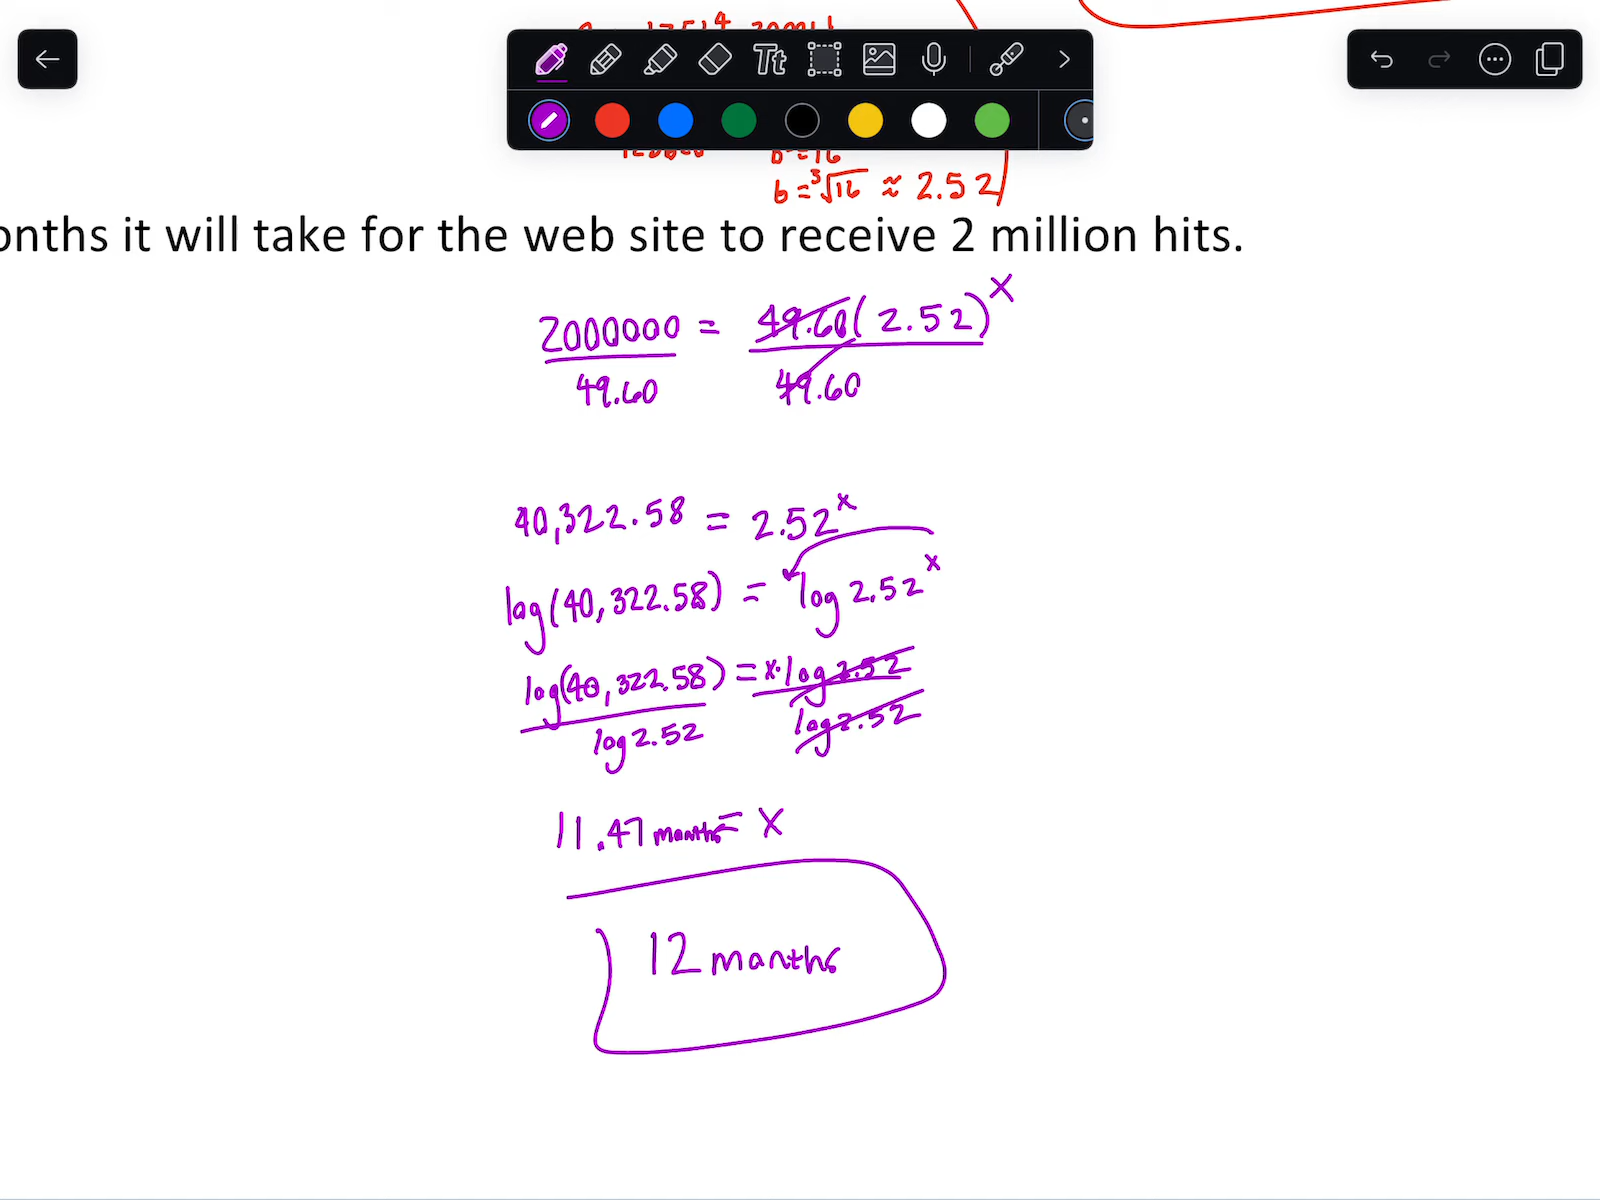 Tt
b = ³√16 ≈ 2.52
onths it will take for the web site to receive 2 million hits.
2000000 = 49.60(2.52)^x
49.60 49.60
40,322.58 = 2.52^x
log(40,322.58) = log 2.52^x
log(40,322.58) = x·log 2.52
log 2.52 log 2.52
11.47 months = x
12 months